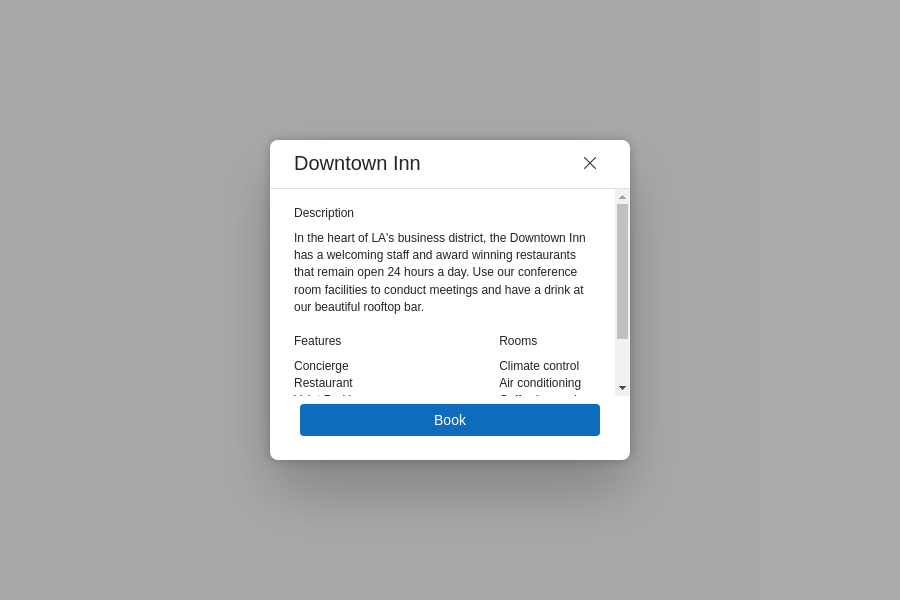 Downtown Inn
Description
In the heart of LA's business district, the Downtown Inn
has a welcoming staff and award winning restaurants
that remain open 24 hours a day. Use our conference
room facilities to conduct meetings and have a drink at
our beautiful rooftop bar.
Features
Rooms
Concierge
Climate control
Restaurant
Air conditioning
Book